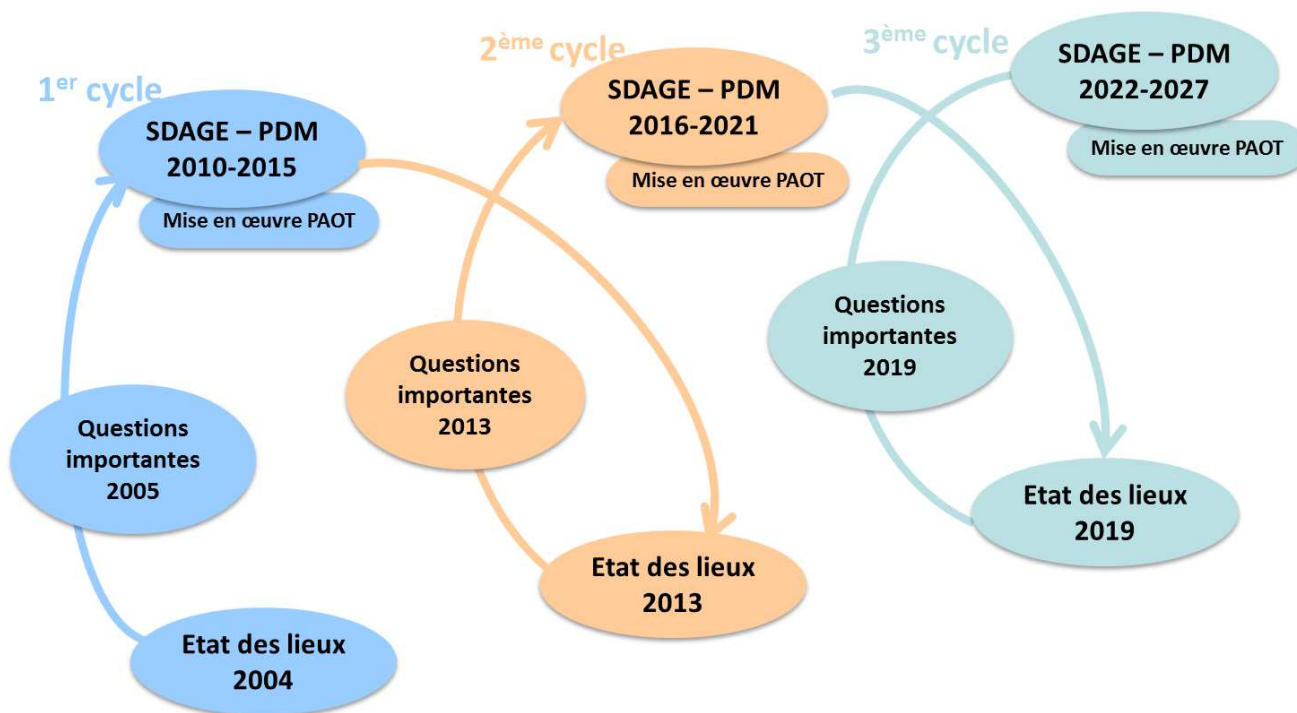 1er cycle
SDAGE – PDM
2010-2015
Mise en œuvre PAOT
Questions
importantes
2005
Etat des lieux
2004
2ème cycle
SDAGE – PDM
2016-2021
Mise en œuvre PAOT
Questions
importantes
2013
Etat des lieux
2013
3ème cycle
SDAGE – PDM
2022-2027
Mise en œuvre PAOT
Questions
importantes
2019
Etat des lieux
2019